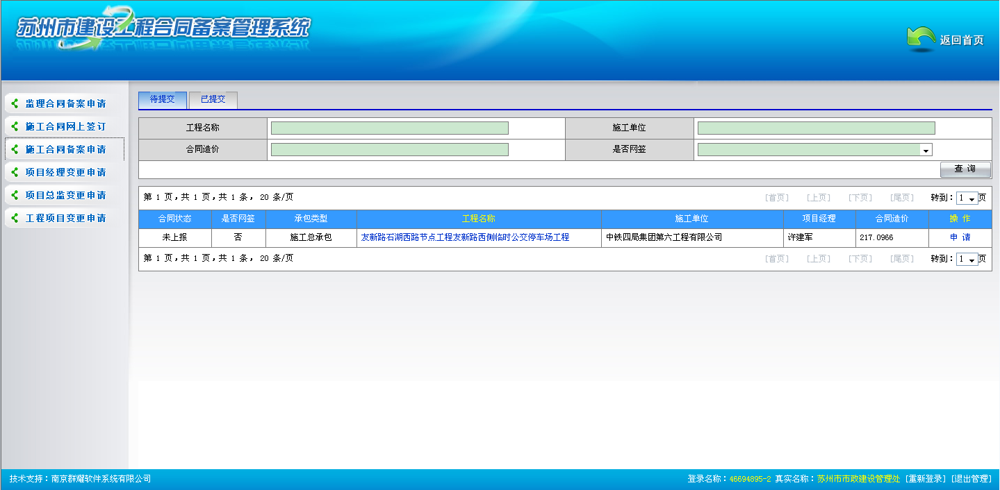 苏州市建设工程合同备案管理系统
返回首页
监理合同备案申请
施工合同网上签订
施工合同备案申请
项目经理变更申请
项目总监变更申请
工程项目变更申请
待提交 已提交
工程名称 施工单位
合同造价 是否网签
查 询
第 1 页,共 1 页,共 1 条, 20 条/页 [首页] [上页] [下页] [尾页] 转到: 1 页
合同状态 是否网签 承包类型 工程名称 施工单位 项目经理 合同造价 操 作
未上报 否 施工总承包 友新路石湖西路节点工程友新路西侧临时公交停车场工程 中铁四局集团第六工程有限公司 许建军 217.0966 申 请
第 1 页,共 1 页,共 1 条, 20 条/页 [首页] [上页] [下页] [尾页] 转到: 1 页
技术支持:南京群耀软件系统有限公司 登录名称:46694895-2 真实名称:苏州市市政建设管理处 [重新登录] [退出管理]